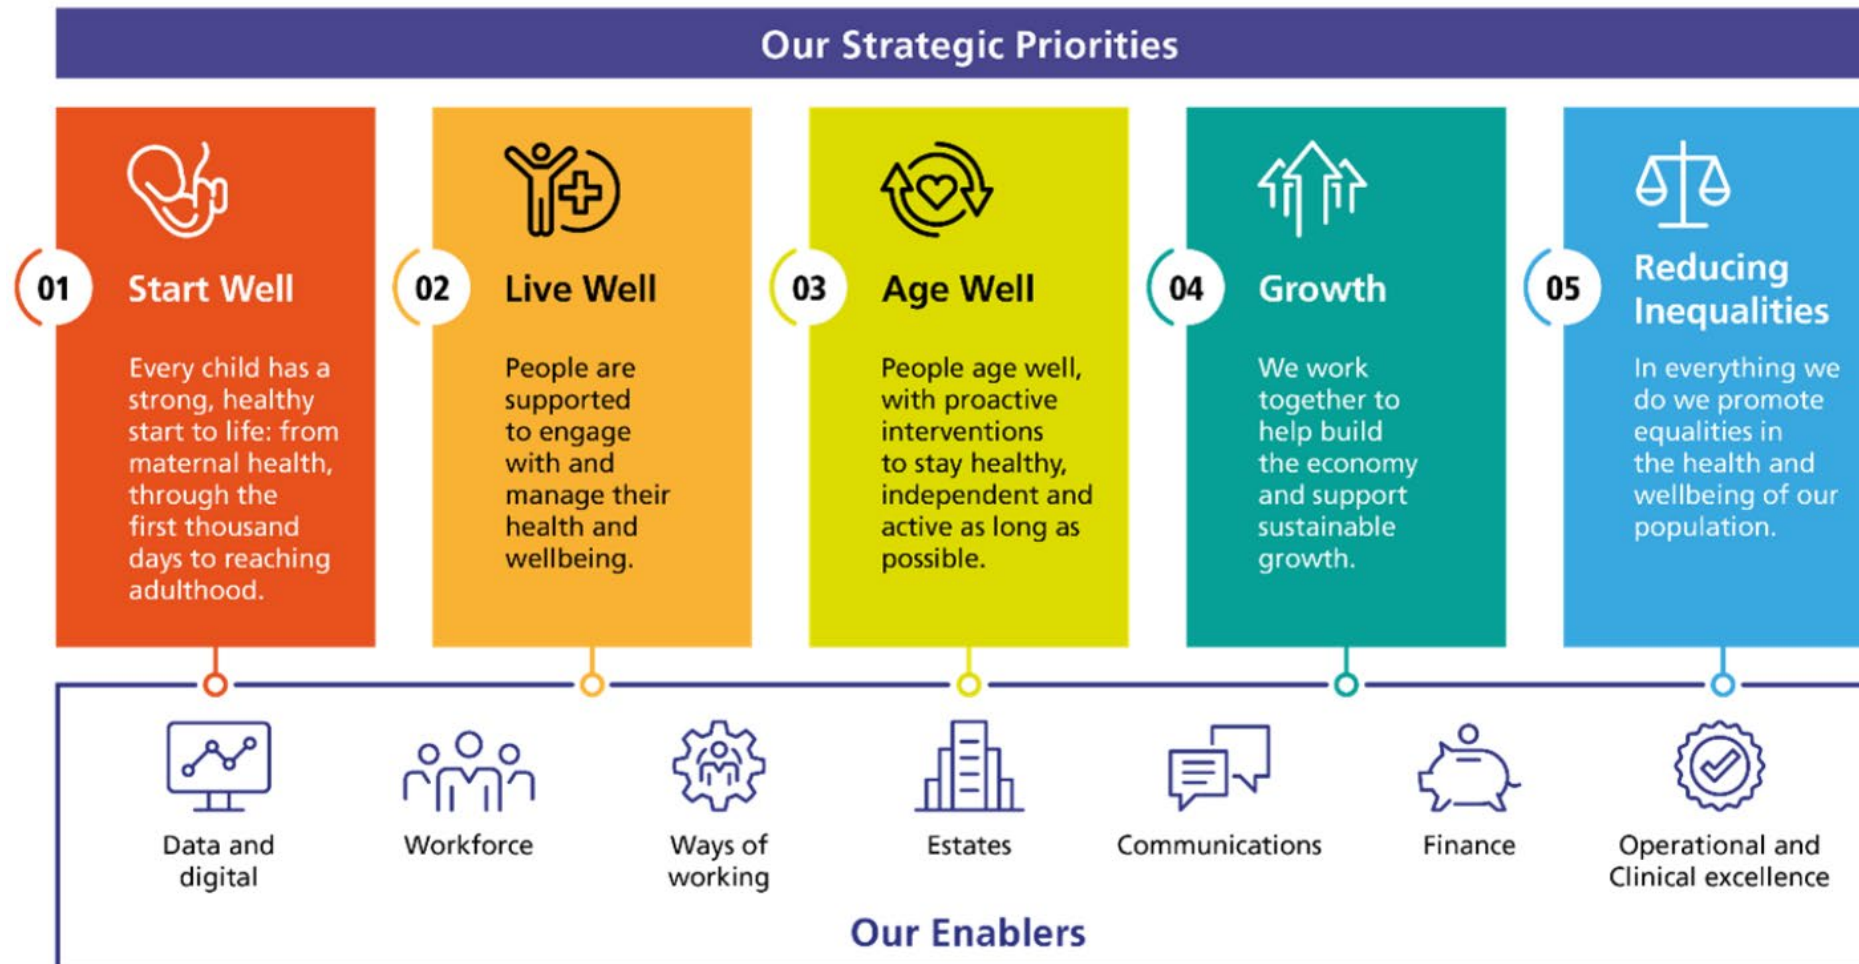 Our Strategic Priorities
01
Start Well
Every child has a
strong, healthy
start to life: from
maternal health,
through the
first thousand
days to reaching
adulthood.
02
Live Well
People are
supported
to engage
with and
manage their
health and
wellbeing.
03
Age Well
People age well,
with proactive
interventions
to stay healthy,
independent and
active as long as
possible.
04
Growth
We work
together to
help build
the economy
and support
sustainable
growth.
05
Reducing
Inequalities
In everything we
do we promote
equalities in
the health and
wellbeing of our
population.
Data and
digital
Workforce
Ways of
working
Estates
Communications
Finance
Operational and
Clinical excellence
Our Enablers